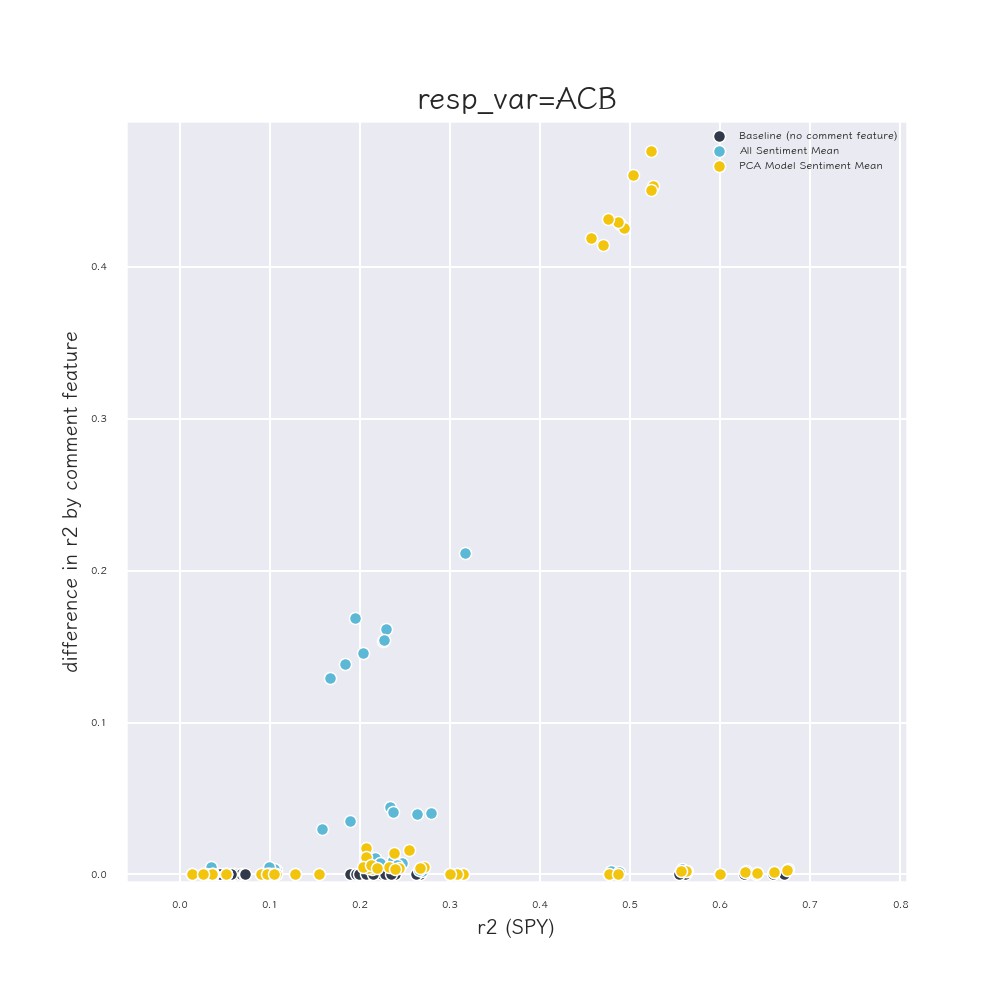 resp_var=ACB
Baseline (no comment feature)
All Sentiment Mean
PCA Model Sentiment Mean
difference in r2 by comment feature
0.4
0.3
0.2
0.1
0.0
0.0 0.1 0.2 0.3 0.4 0.5 0.6 0.7 0.8
r2 (SPY)